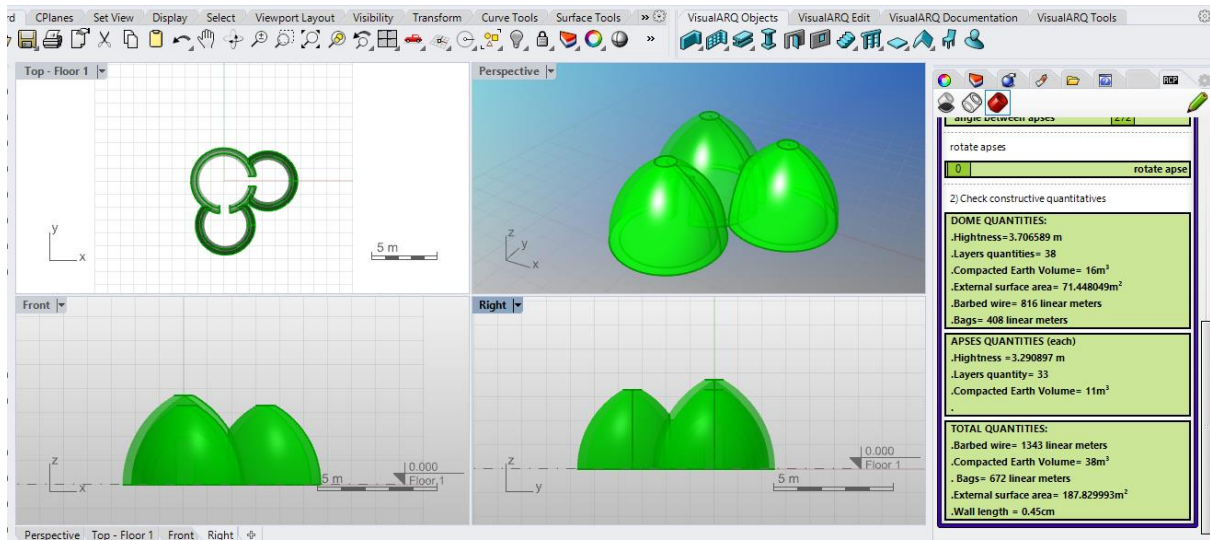 CPlanes Set View Display Select Viewport Layout Visibility Transform Curve Tools Surface Tools » VisualARQ Objects VisualARQ Edit VisualARQ Documentation VisualARQ Tools
»
Top - Floor 1
y
x
5 m
Perspective
z
y
x
Front
z
x
0.000
Floor 1
5 m
Right
z
y
0.000
Floor 1
5 m
Perspective Top - Floor 1 Front Right
RCP
angle between apses 272
rotate apses
0 rotate apse
2) Check constructive quantitatives
DOME QUANTITIES:
.Hightness=3.706589 m
.Layers quantities= 38
.Compacted Earth Volume= 16m³
.External surface area= 71.448049m²
.Barbed wire= 816 linear meters
.Bags= 408 linear meters
APSES QUANTITIES (each)
.Hightness =3.290897 m
.Layers quantity= 33
.Compacted Earth Volume= 11m³
.
TOTAL QUANTITIES:
.Barbed wire= 1343 linear meters
.Compacted Earth Volume= 38m³
. Bags= 672 linear meters
.External surface area= 187.829993m²
.Wall length = 0.45cm